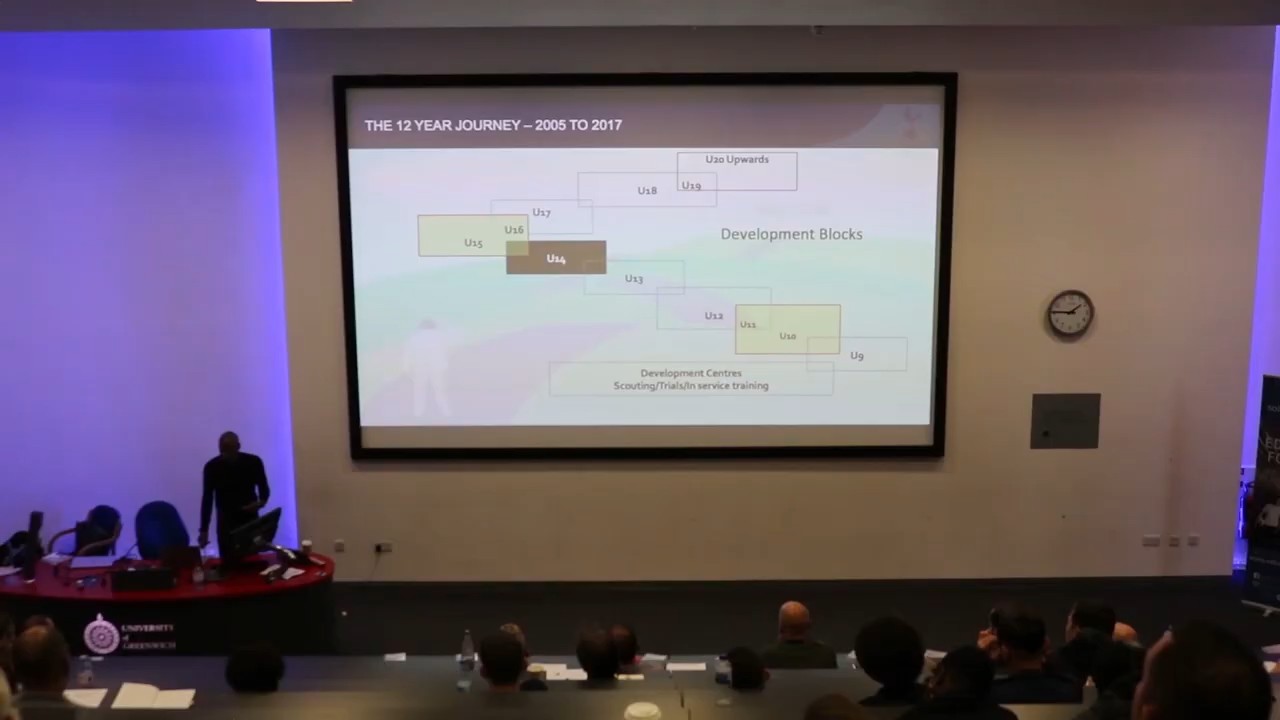 THE 12 YEAR JOURNEY – 2005 TO 2017
U20 Upwards
U18
U19
U17
U16
U15
Development Blocks
U14
U13
U12
U11
U10
U9
Development Centres
Scouting/Trials/In service training
UNIVERSITY
of
GREENWICH